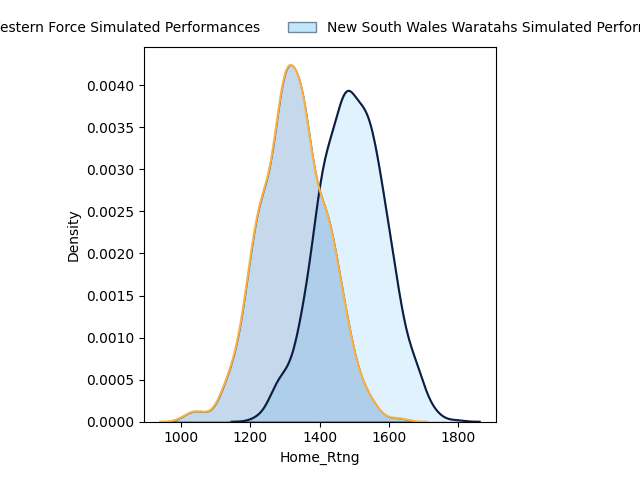 estern Force Simulated Performances New South Wales Waratahs Simulated Perfor
0.0040
0.0035
0.0030
0.0025
0.0020
0.0015
0.0010
0.0005
0.0000
Density
1000 1200 1400 1600 1800
Home_Rtng